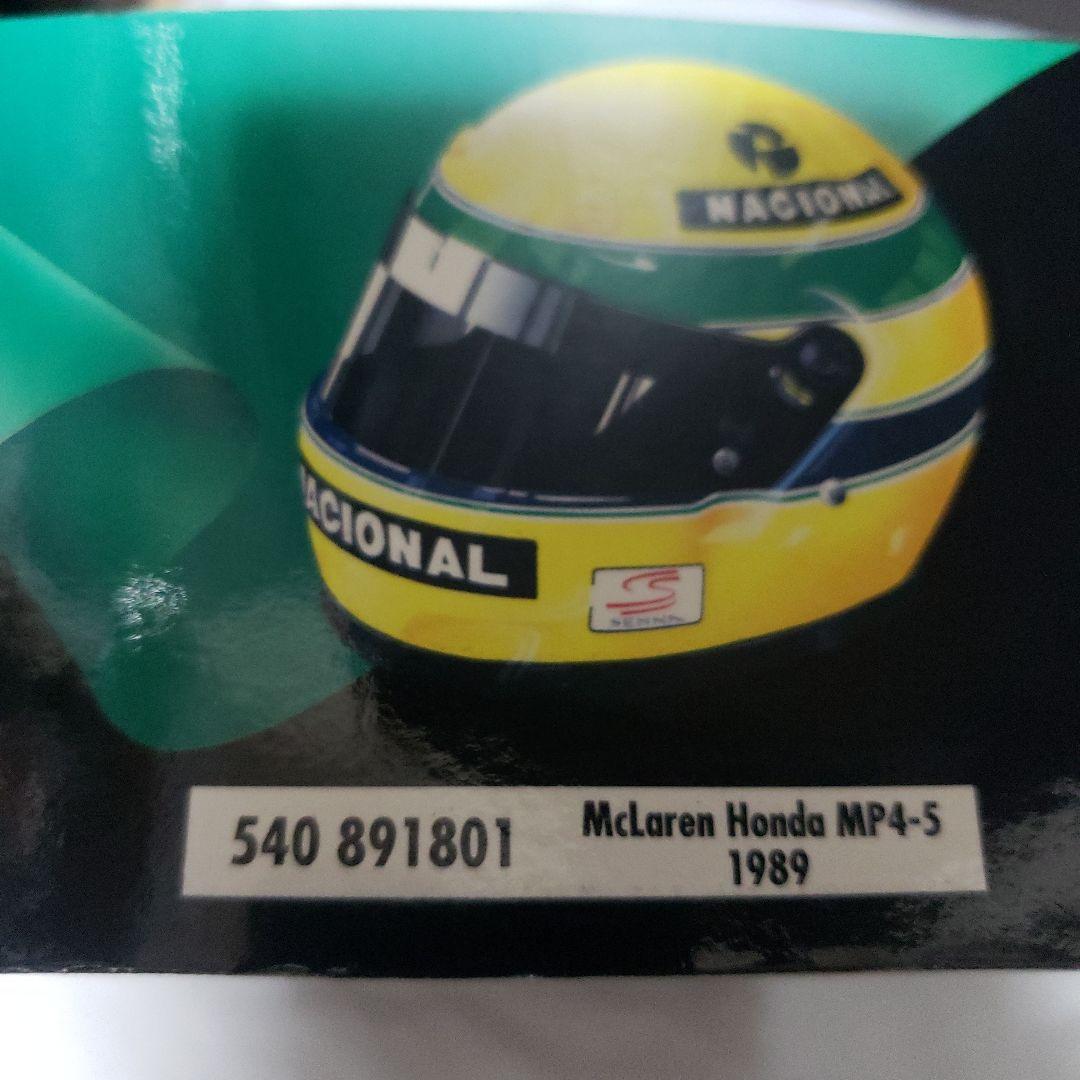 NACIONAL
NACIONAL
SENNA
540 891801
McLaren Honda MP4-5
1989